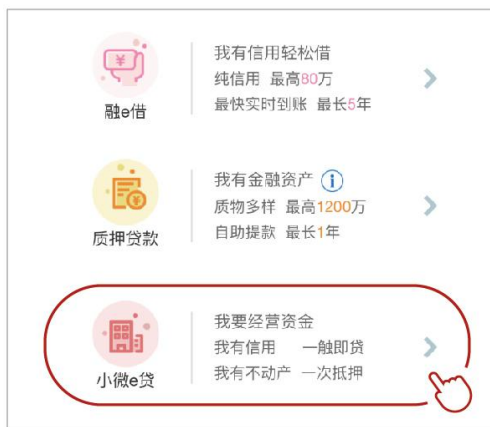 我有信用轻松借
纯信用 最高80万
最快实时到账 最长5年
融e借
我有金融资产 i
质物多样 最高1200万
自助提款 最长1年
质押贷款
我要经营资金
我有信用 一触即贷
我有不动产 一次抵押
小微e贷